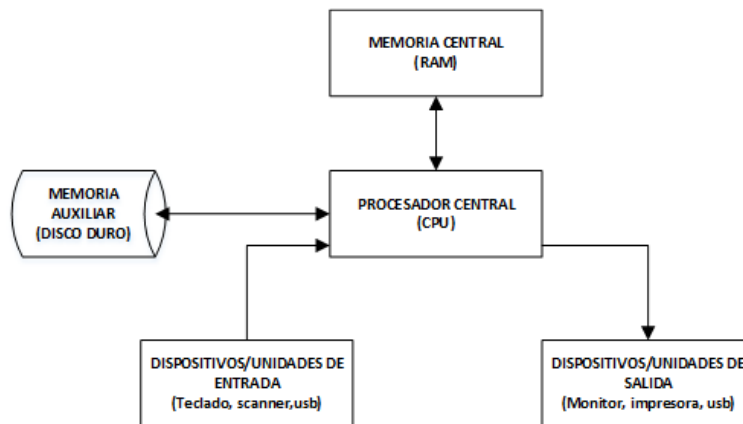 MEMORIA CENTRAL
(RAM)
MEMORIA
AUXILIAR
(DISCO DURO)
PROCESADOR CENTRAL
(CPU)
DISPOSITIVOS/UNIDADES DE
ENTRADA
(Teclado, scanner,usb)
DISPOSITIVOS/UNIDADES DE
SALIDA
(Monitor, impresora, usb)